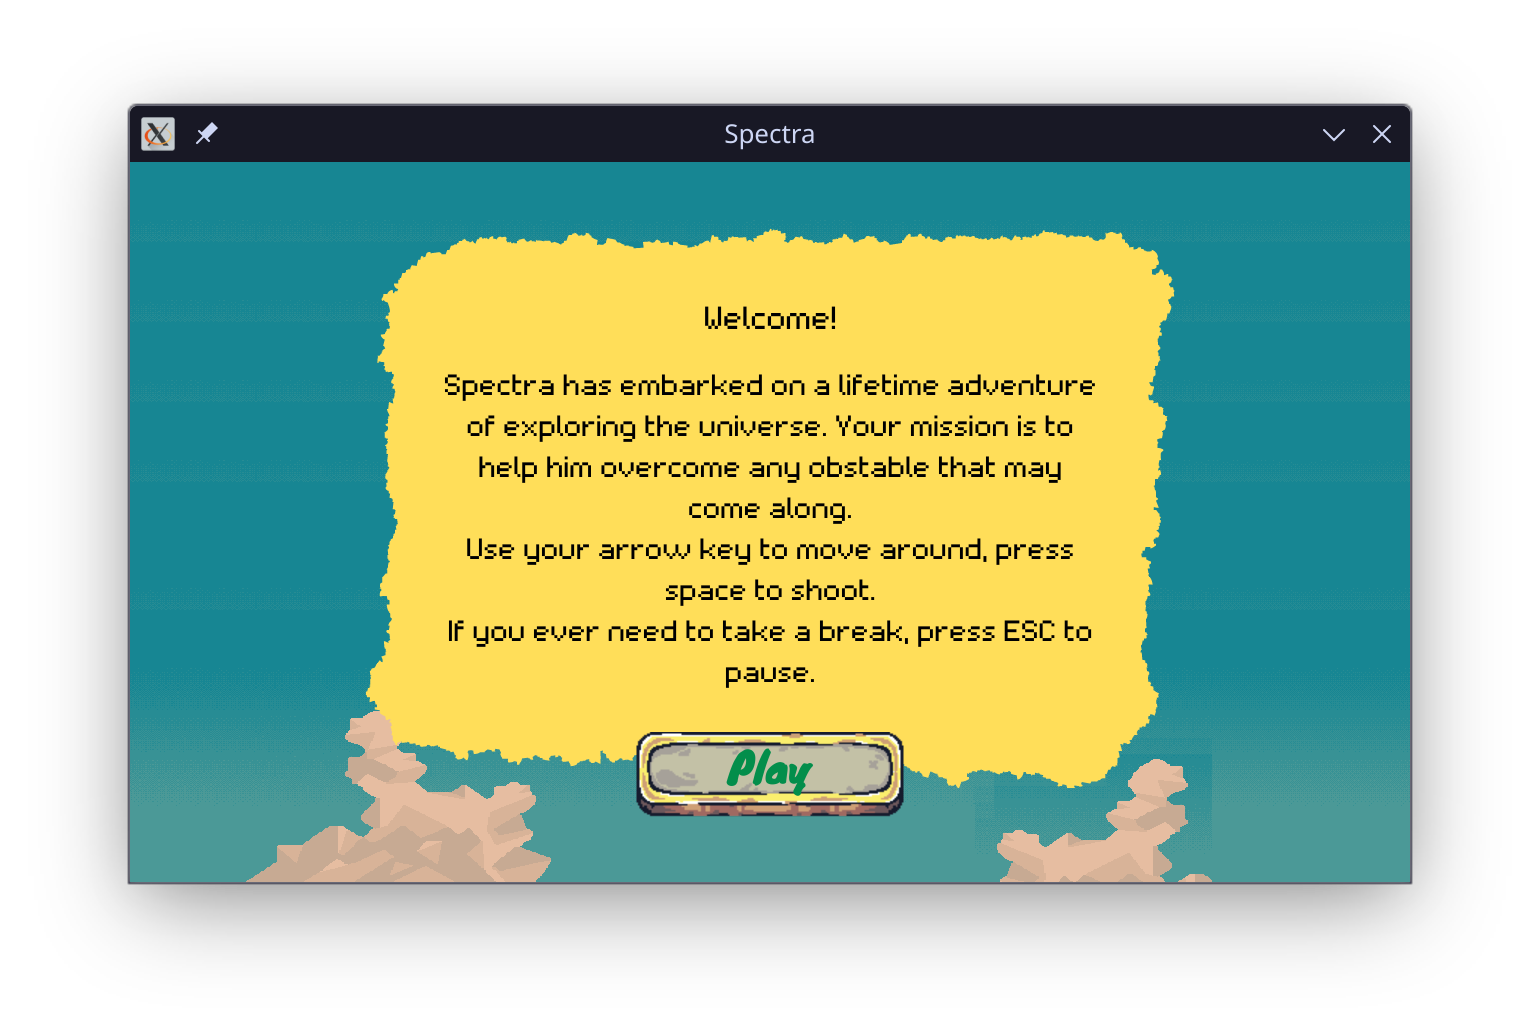 Spectra
Welcome!
Spectra has embarked on a lifetime adventure
of exploring the universe. Your mission is to
help him overcome any obstable that may
come along.
Use your arrow key to move around, press
space to shoot.
If you ever need to take a break, press ESC to
pause.
Play